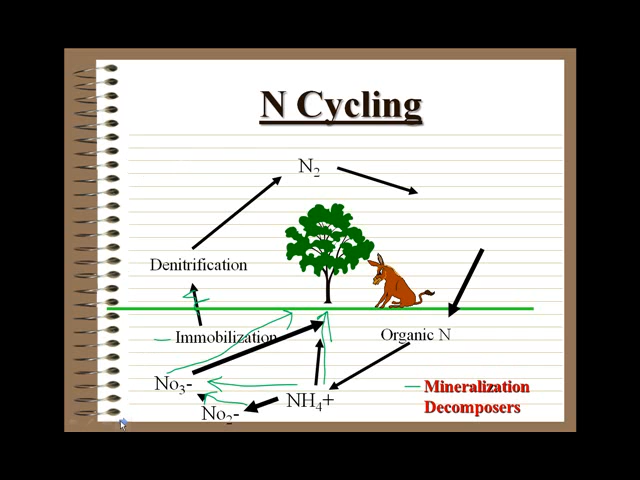 N Cycling
N₂
Denitrification
Immobilization
Organic N
No₃-
NH₄+
Mineralization
Decomposers
No₂-